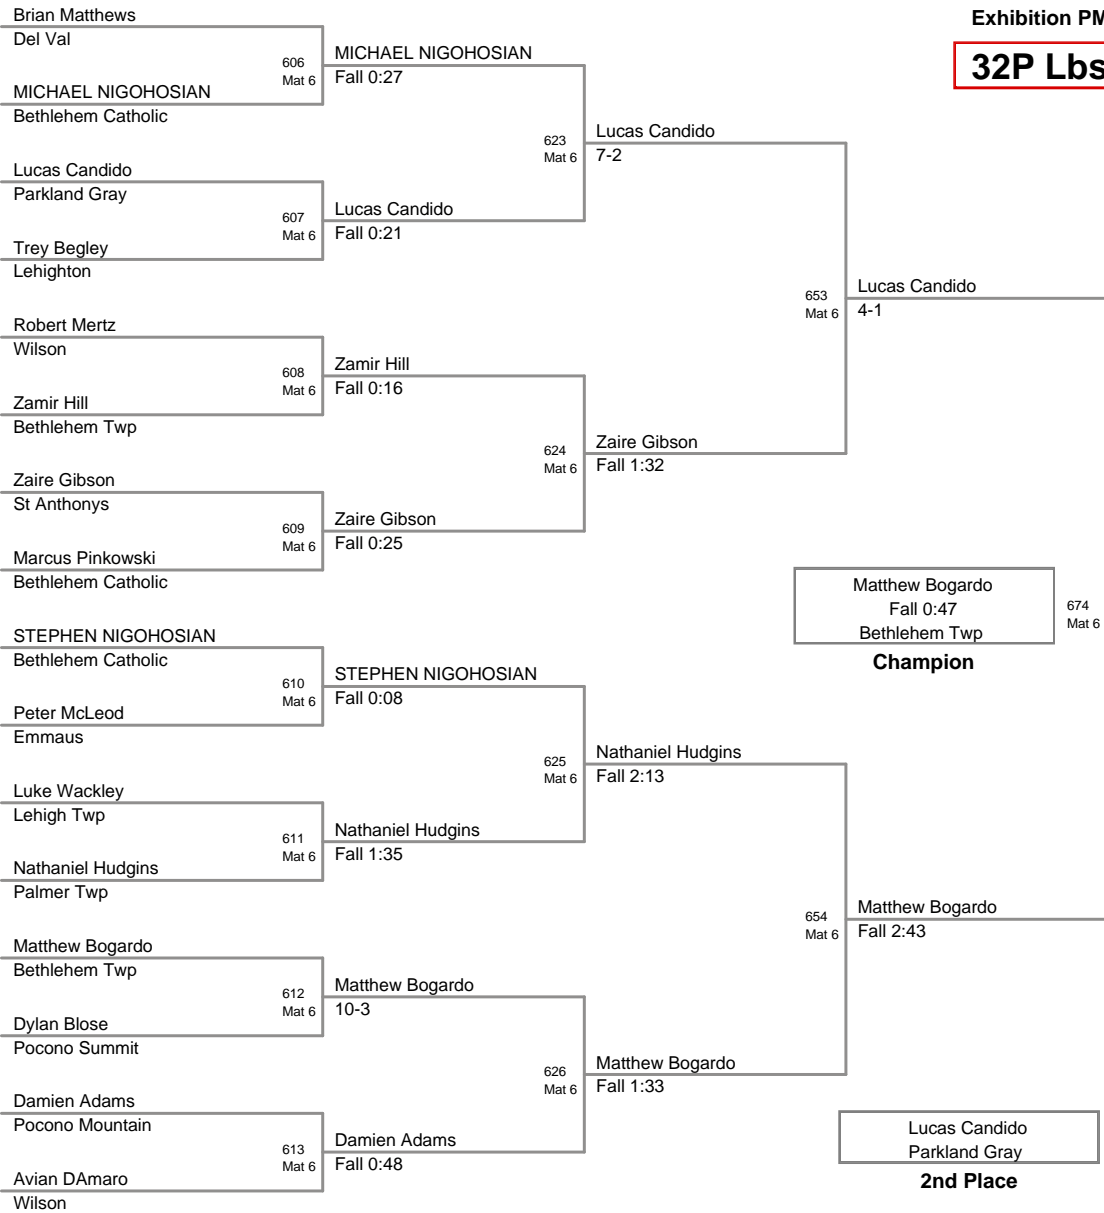 Brian Matthews
Del Val
606
Mat 6
MICHAEL NIGOHOSIAN
Bethlehem Catholic
MICHAEL NIGOHOSIAN
Fall 0:27
Lucas Candido
Parkland Gray
607
Mat 6
Trey Begley
Lehighton
Lucas Candido
Fall 0:21
623
Mat 6
Lucas Candido
7-2
Robert Mertz
Wilson
608
Mat 6
Zamir Hill
Bethlehem Twp
Zamir Hill
Fall 0:16
Zaire Gibson
St Anthonys
609
Mat 6
Marcus Pinkowski
Bethlehem Catholic
Zaire Gibson
Fall 0:25
624
Mat 6
Zaire Gibson
Fall 1:32
653
Mat 6
Lucas Candido
4-1
STEPHEN NIGOHOSIAN
Bethlehem Catholic
610
Mat 6
Peter McLeod
Emmaus
STEPHEN NIGOHOSIAN
Fall 0:08
Luke Wackley
Lehigh Twp
611
Mat 6
Nathaniel Hudgins
Palmer Twp
Nathaniel Hudgins
Fall 1:35
625
Mat 6
Nathaniel Hudgins
Fall 2:13
Matthew Bogardo
Bethlehem Twp
612
Mat 6
Dylan Blose
Pocono Summit
Matthew Bogardo
10-3
Damien Adams
Pocono Mountain
613
Mat 6
Avian DAmaro
Wilson
Damien Adams
Fall 0:48
626
Mat 6
Matthew Bogardo
Fall 1:33
654
Mat 6
Matthew Bogardo
Fall 2:43
Exhibition PM
32P Lbs
Matthew Bogardo
Fall 0:47
Bethlehem Twp
Champion
674
Mat 6
Lucas Candido
Parkland Gray
2nd Place